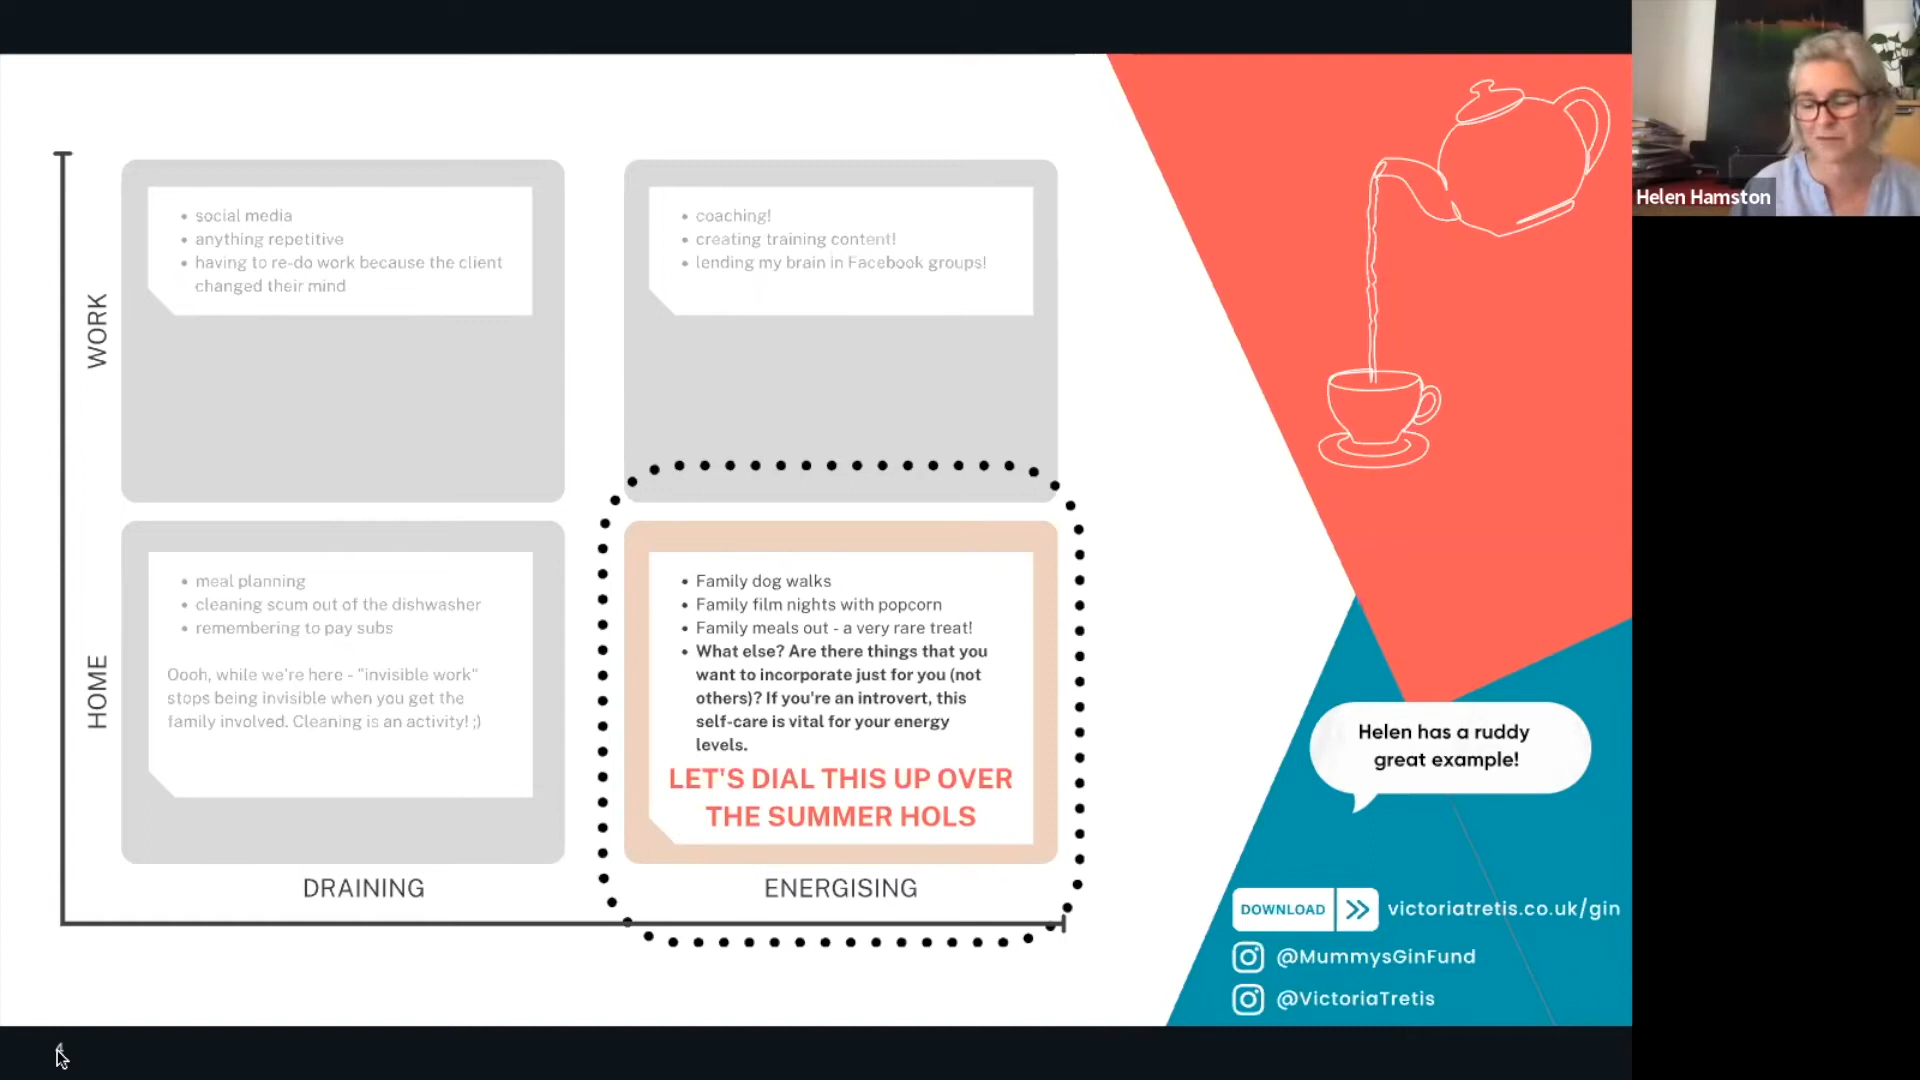 WORK
social media
anything repetitive
having to re-do work because the client
changed their mind
coaching!
creating training content!
lending my brain in Facebook groups!
HOME
meal planning
cleaning scum out of the dishwasher
remembering to pay subs
Oooh, while we're here - "invisible work"
stops being invisible when you get the
family involved. Cleaning is an activity! ;)
Family dog walks
Family film nights with popcorn
Family meals out - a very rare treat!
What else? Are there things that you
want to incorporate just for you (not
others)? If you're an introvert, this
self-care is vital for your energy
levels.
LET'S DIAL THIS UP OVER
THE SUMMER HOLS
DRAINING
ENERGISING
Helen has a ruddy
great example!
DOWNLOAD victoriatretis.co.uk/gin
@MummysGinFund
@VictoriaTretis
Helen Hamston